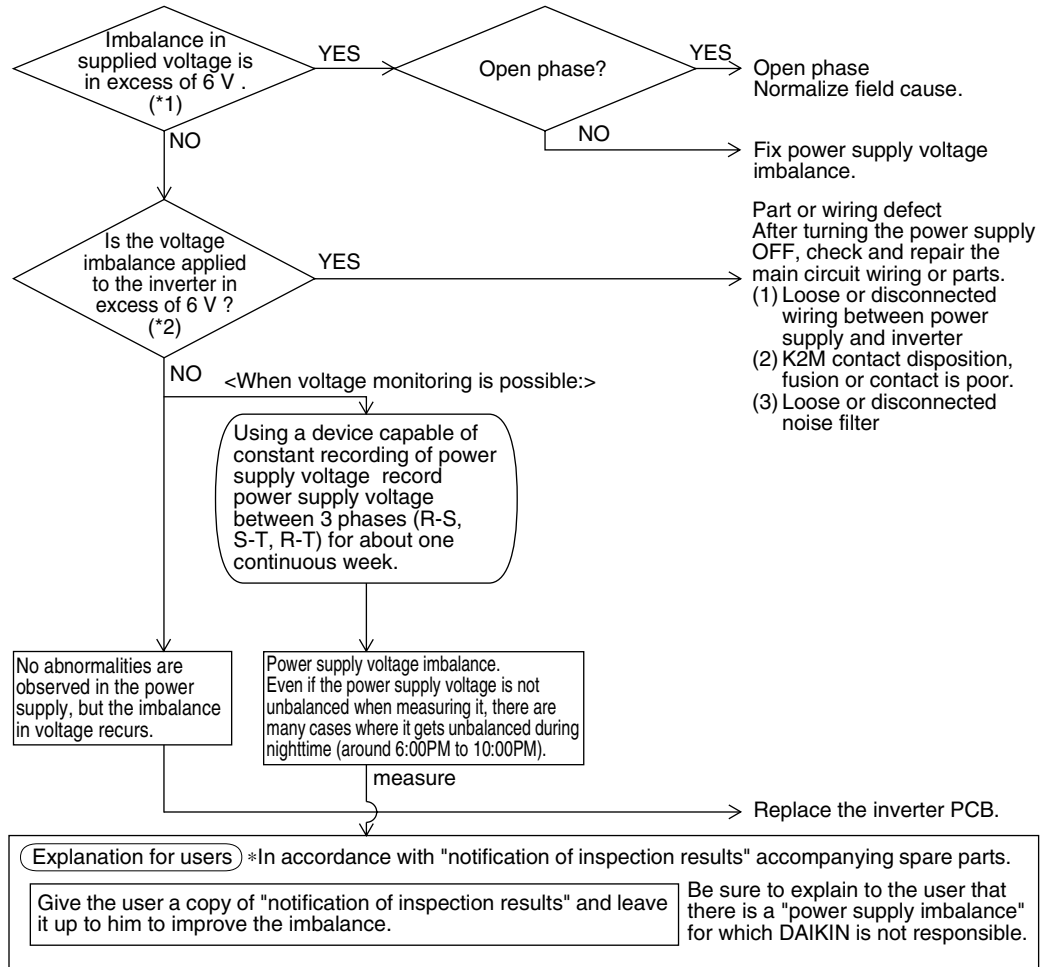 Imbalance in
supplied voltage is
in excess of 6 V .
(*1)
YES
Open phase?
YES
Open phase
Normalize field cause.
NO
NO
Fix power supply voltage
imbalance.
Is the voltage
imbalance applied
to the inverter in
excess of 6 V ?
(*2)
YES
Part or wiring defect
After turning the power supply
OFF, check and repair the
main circuit wiring or parts.
(1) Loose or disconnected
wiring between power
supply and inverter
(2) K2M contact disposition,
fusion or contact is poor.
(3) Loose or disconnected
noise filter
NO
<When voltage monitoring is possible:>
Using a device capable of
constant recording of power
supply voltage record
power supply voltage
between 3 phases (R-S,
S-T, R-T) for about one
continuous week.
No abnormalities are
observed in the power
supply, but the imbalance
in voltage recurs.
Power supply voltage imbalance.
Even if the power supply voltage is not
unbalanced when measuring it, there are
many cases where it gets unbalanced during
nighttime (around 6:00PM to 10:00PM).
measure
Replace the inverter PCB.
Explanation for users *In accordance with "notification of inspection results" accompanying spare parts.
Give the user a copy of "notification of inspection results" and leave
it up to him to improve the imbalance.
Be sure to explain to the user that
there is a "power supply imbalance"
for which DAIKIN is not responsible.